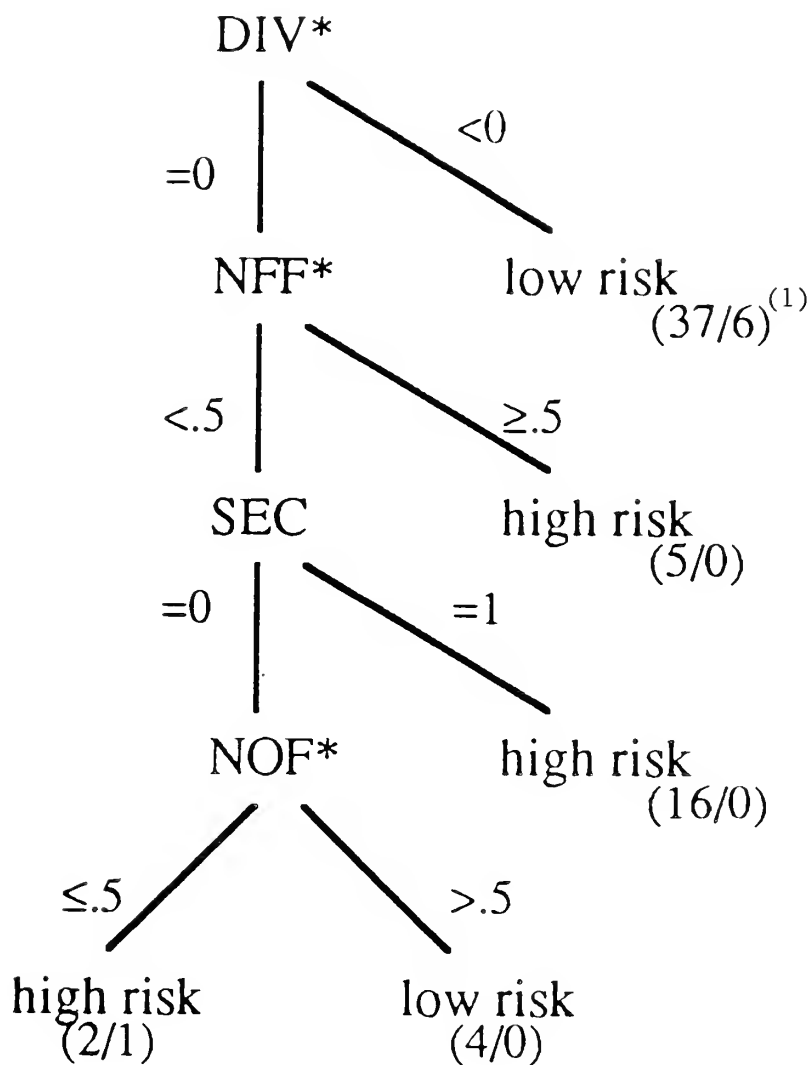 DIV*
<0
=0
NFF*
low risk
(37/6)(1)
<.5
≥.5
SEC
high risk
(5/0)
=0
=1
NOF*
high risk
(16/0)
≤.5
>.5
high risk
(2/1)
low risk
(4/0)